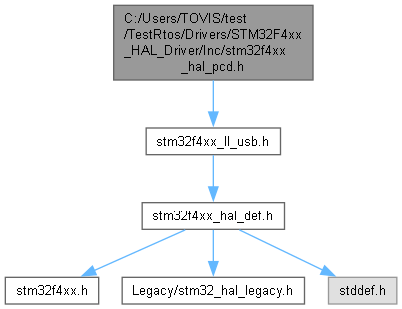 C:/Users/TOVIS/test
/TestRtos/Drivers/STM32F4xx
_HAL_Driver/Inc/stm32f4xx
_hal_pcd.h
stm32f4xx_ll_usb.h
stm32f4xx_hal_def.h
stm32f4xx.h
Legacy/stm32_hal_legacy.h
stddef.h